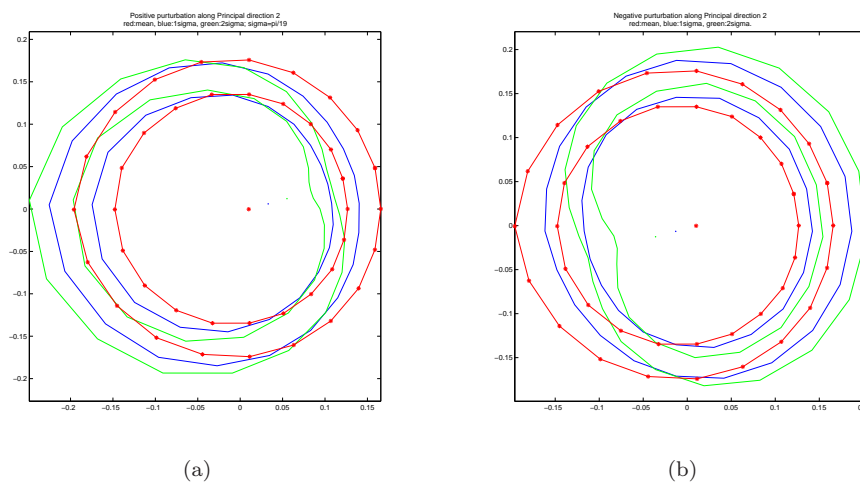 Positive purturbation along Principal direction 2
red:mean, blue:1sigma, green:2sigma; sigma=pi/19
0.2
0.15
0.1
0.05
0
−0.05
−0.1
−0.15
−0.2
−0.2 −0.15 −0.1 −0.05 0 0.05 0.1 0.15
(a)
Negative purturbation along Principal direction 2
red:mean, blue:1sigma, green:2sigma.
0.2
0.15
0.1
0.05
0
−0.05
−0.1
−0.15
−0.15 −0.1 −0.05 0 0.05 0.1 0.15 0.2
(b)